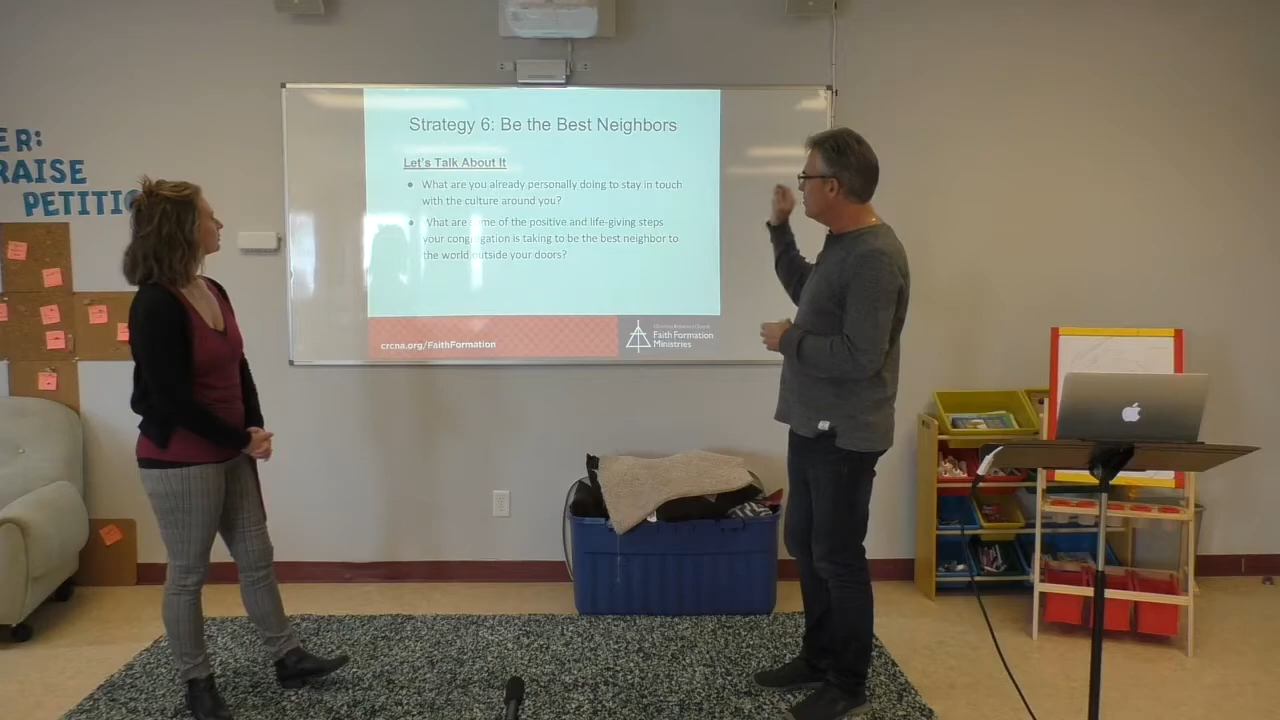 ER:
RAISE
PETITIO
Strategy 6: Be the Best Neighbors
Let's Talk About It
● What are you already personally doing to stay in touch
with the culture around you?
● What are some of the positive and life-giving steps
your congregation is taking to be the best neighbor to
the world outside your doors?
crcna.org/FaithFormation
Faith Formation
Ministries